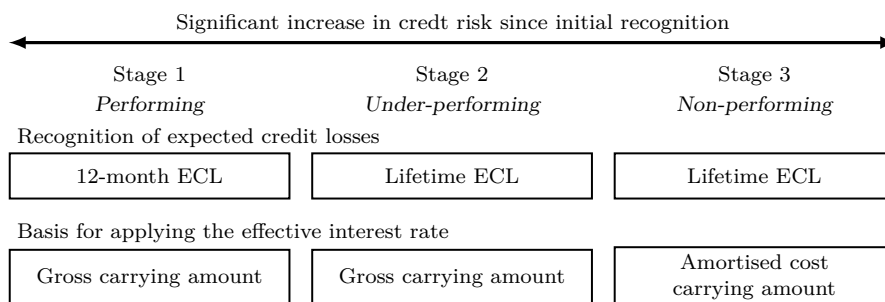 Significant increase in credt risk since initial recognition
Stage 1
Stage 2
Stage 3
Performing
Under-performing
Non-performing
Recognition of expected credit losses
12-month ECL
Lifetime ECL
Lifetime ECL
Basis for applying the effective interest rate
Gross carrying amount
Gross carrying amount
Amortised cost
carrying amount